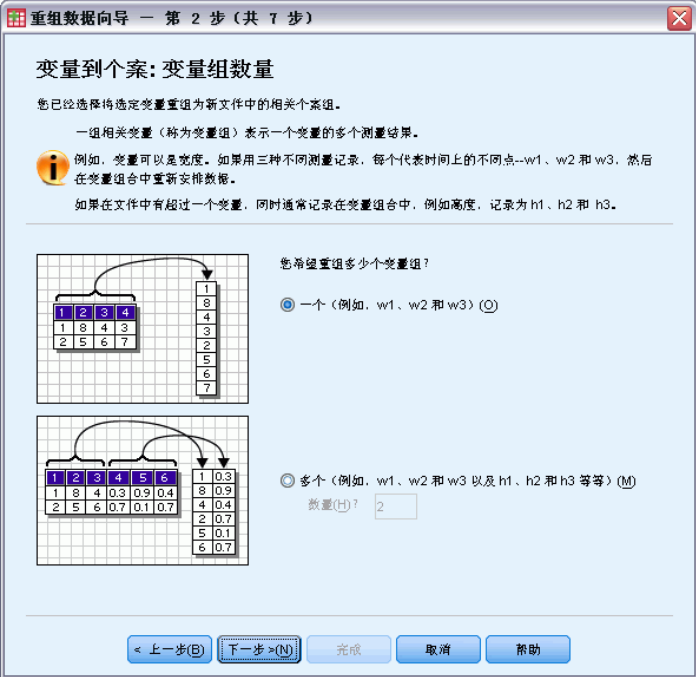 重组数据向导 — 第 2 步（共 7 步）
变量到个案: 变量组数量
您已经选择将选定变量重组为新文件中的相关个案组。
一组相关变量（称为变量组）表示一个变量的多个测量结果。
例如，变量可以是宽度。如果用三种不同测量记录，每个代表时间上的不同点--w1、w2 和 w3，然后
在变量组合中重新安排数据。
如果在文件中有超过一个变量，同时通常记录在变量组合中，例如高度，记录为 h1、h2 和 h3。
您希望重组多少个变量组？
1 2 3 4
1 8 4 3
2 5 6 7
1
8
4
3
2
5
6
7
一个（例如，w1、w2 和 w3）(O)
1 2 3 4 5 6
1 8 4 0.3 0.9 0.4
2 5 6 0.7 0.1 0.7
1 0.3
8 0.9
4 0.4
2 0.7
5 0.1
6 0.7
多个（例如，w1、w2 和 w3 以及 h1、h2 和 h3 等等）(M)
数量(H)？ 2
< 上一步(B) 下一步 >(N) 完成 取消 帮助